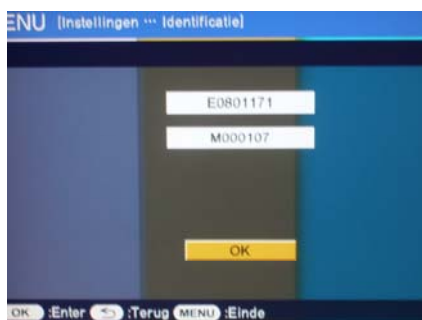 ENU [Instellingen ··· Identificatie]
E0801171
M000107
OK
OK :Enter :Terug MENU :Einde